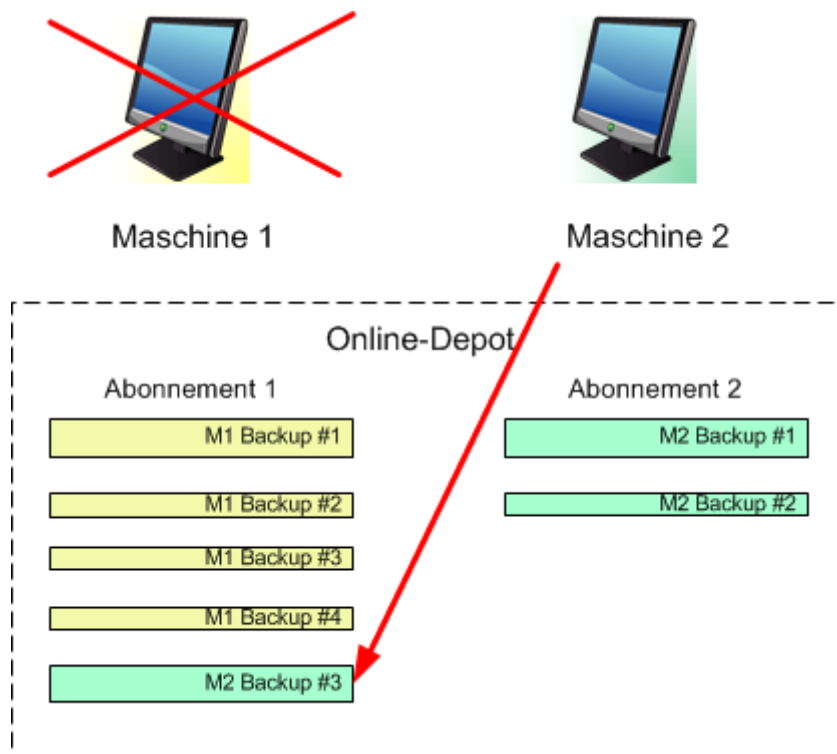 Maschine 1
Maschine 2
Online-Depot
Abonnement 1
M1 Backup #1
M1 Backup #2
M1 Backup #3
M1 Backup #4
M2 Backup #3
Abonnement 2
M2 Backup #1
M2 Backup #2